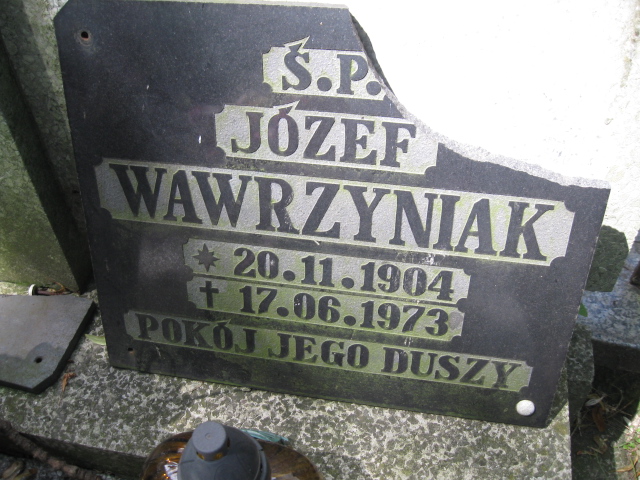 Ś.P.
JÓZEF
WAWRZYNIAK
* 20.11.1904
† 17.06.1973
POKÓJ JEGO DUSZY